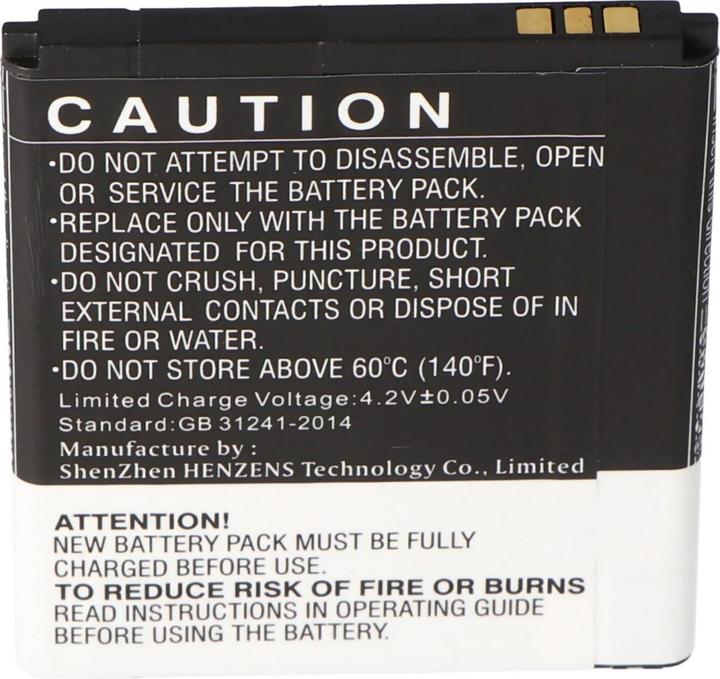 CAUTION
•DO NOT ATTEMPT TO DISASSEMBLE, OPEN
OR SERVICE THE BATTERY PACK.
•REPLACE ONLY WITH THE BATTERY PACK
DESIGNATED FOR THIS PRODUCT.
•DO NOT CRUSH, PUNCTURE, SHORT
EXTERNAL CONTACTS OR DISPOSE OF IN
FIRE OR WATER.
•DO NOT STORE ABOVE 60°C (140°F).
Limited Charge Voltage:4.2V±0.05V
Standard:GB 31241-2014
Manufacture by :
ShenZhen HENZENS Technology Co., Limited
ATTENTION!
NEW BATTERY PACK MUST BE FULLY
CHARGED BEFORE USE.
TO REDUCE RISK OF FIRE OR BURNS
READ INSTRUCTIONS IN OPERATING GUIDE
BEFORE USING THE BATTERY.